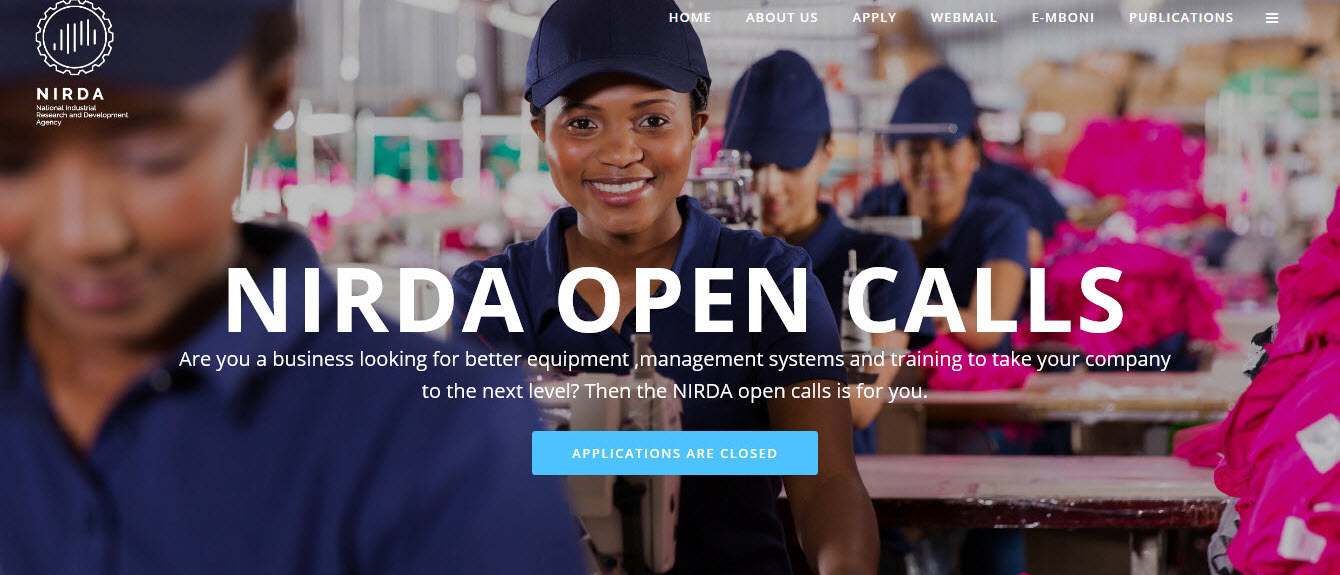 HOME ABOUT US APPLY WEBMAIL E-MBONI PUBLICATIONS
NIRDA
National Industrial
Research and Development
Agency
NIRDA OPEN CALLS
Are you a business looking for better equipment ,management systems and training to take your company
to the next level? Then the NIRDA open calls is for you.
APPLICATIONS ARE CLOSED